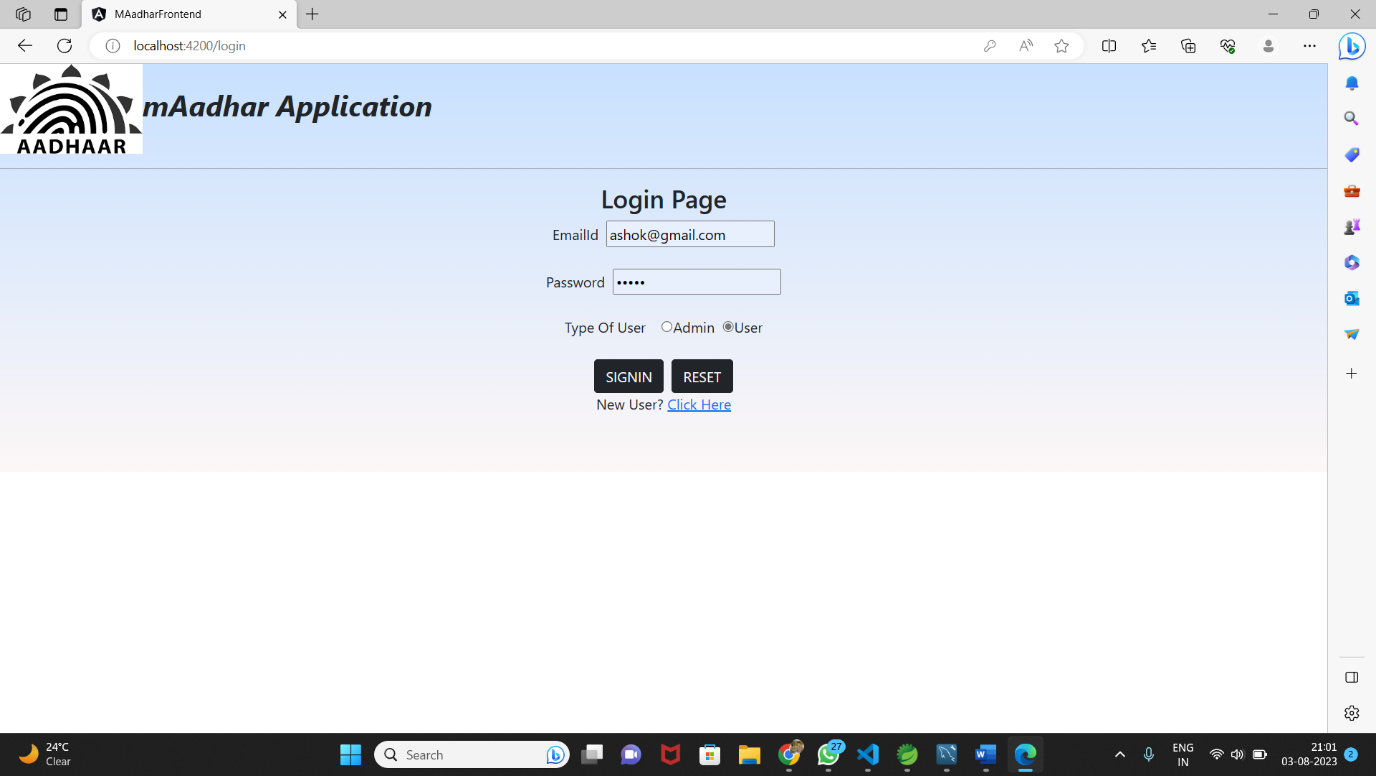 MAadharFrontend
localhost:4200/login
mAadhar Application
AADHAAR
Login Page
EmailId ashok@gmail.com
Password •••••
Type Of User Admin User
SIGNIN RESET
New User? Click Here
24°C
Clear
Search
27
ENG
IN
21:01
03-08-2023
2